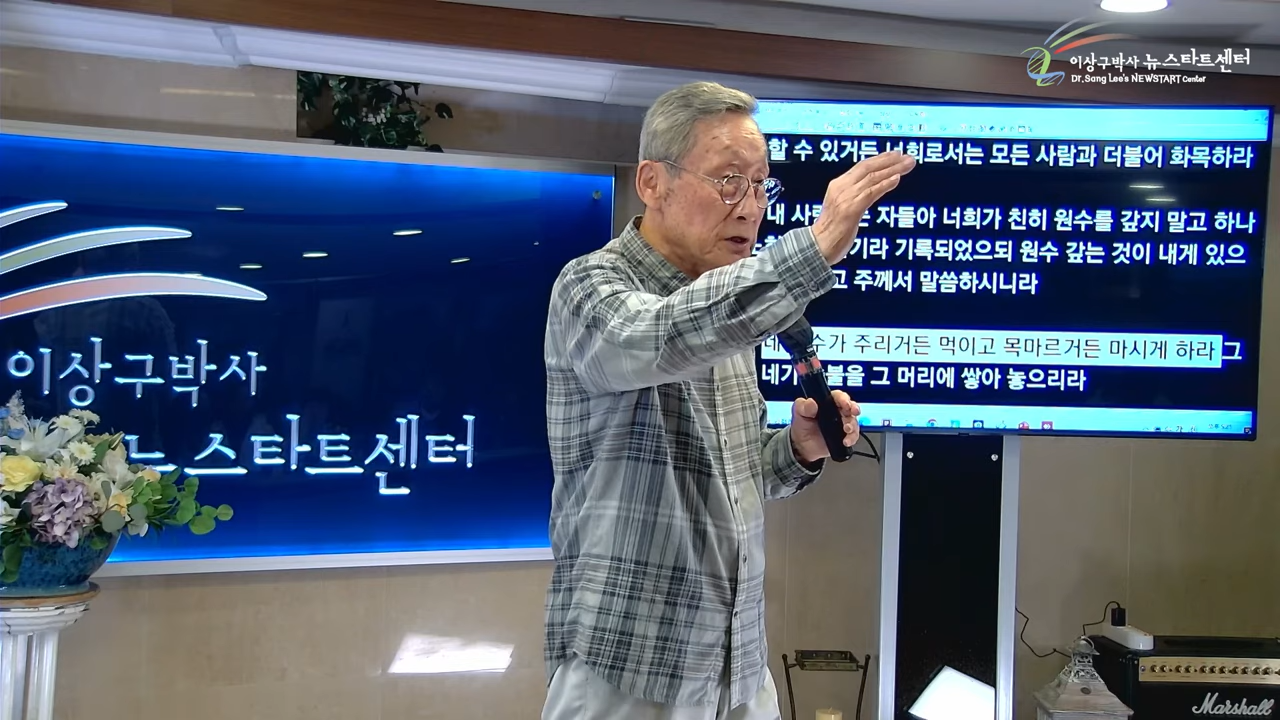 이상구박사 뉴스타트센터
Dr. Sang Lee's NEWSTART Center
할 수 있거든 너희로서는 모든 사람과 더불어 화목하라
내 사랑 자들아 너희가 친히 원수를 갚지 말고 하나
기라 기록되었으되 원수 갚는 것이 내게 있으
고 주께서 말씀하시니라
네 수가 주리거든 먹이고 목마르거든 마시게 하라 그
네가 불을 그 머리에 쌓아 놓으리라
이상구박사
뉴스타트센터
Marshall